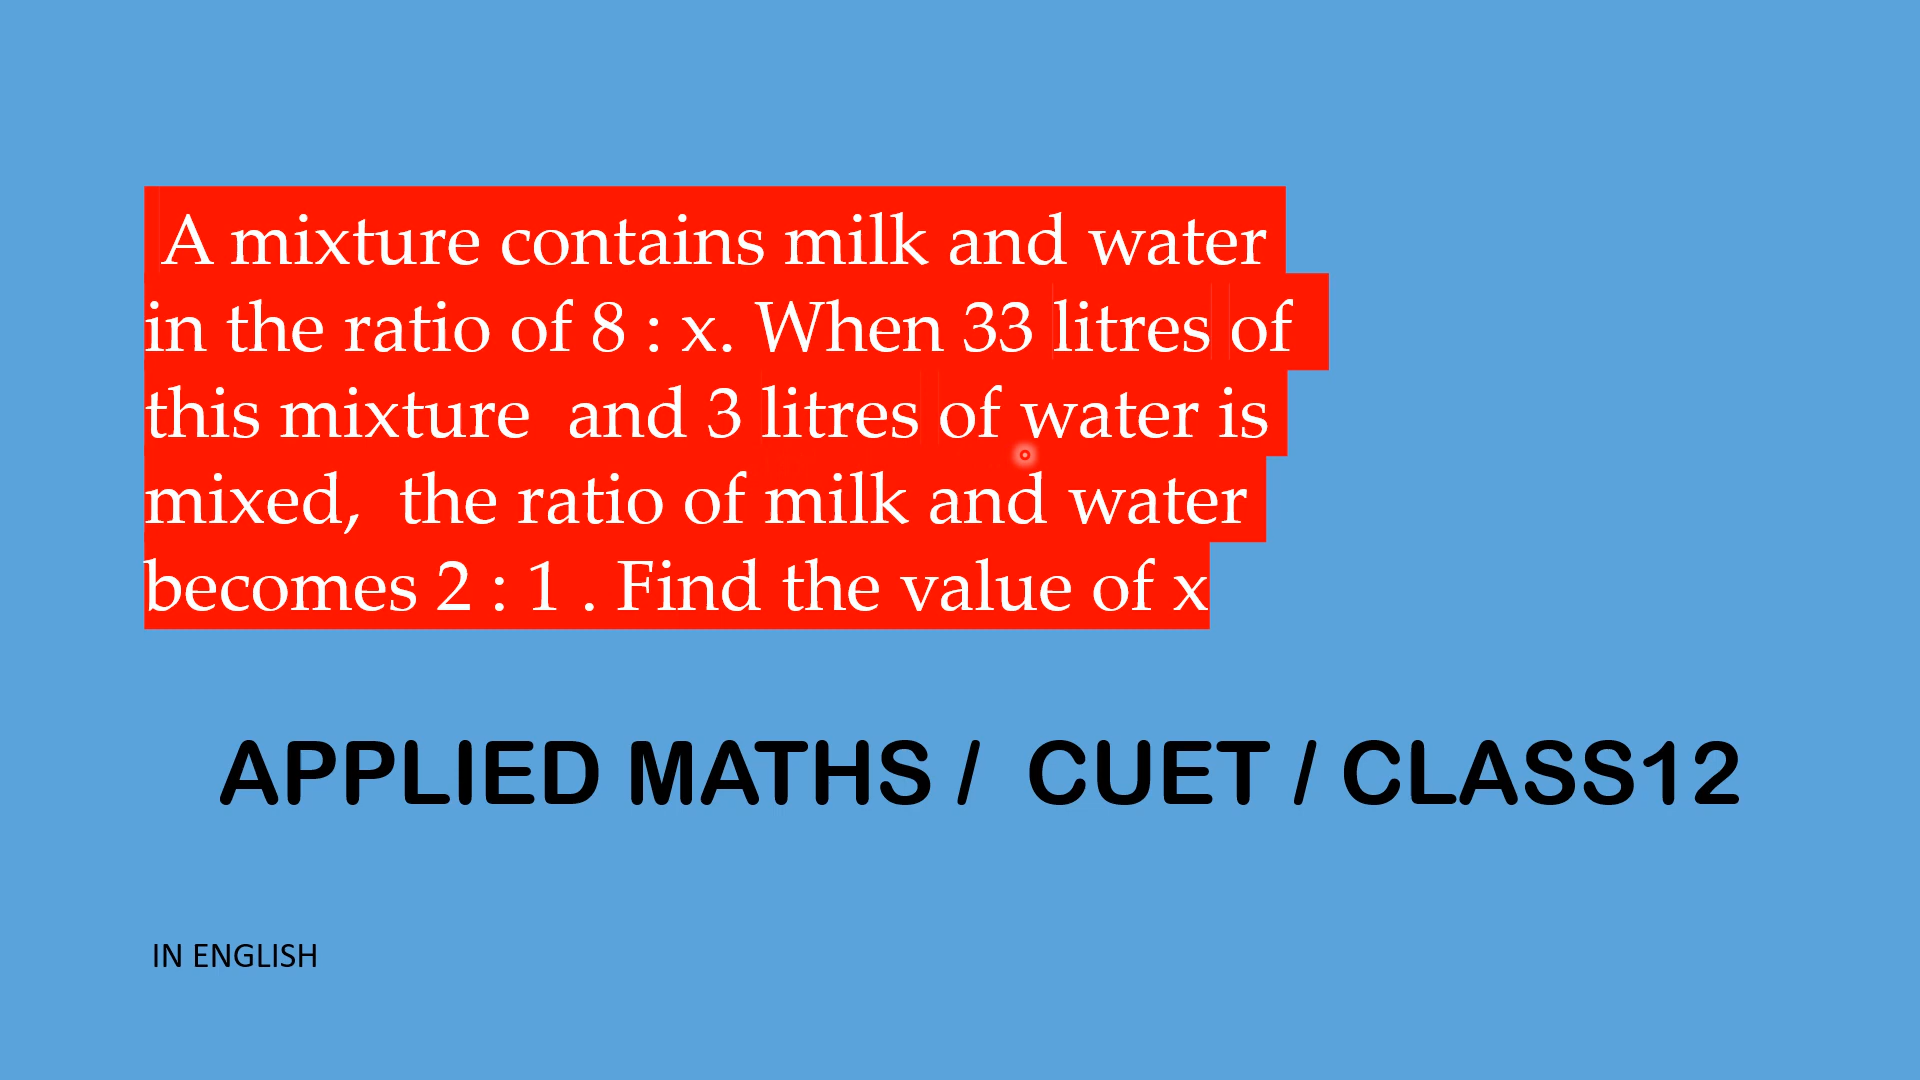 A mixture contains milk and water
in the ratio of 8 : x. When 33 litres of
this mixture and 3 litres of water is
mixed, the ratio of milk and water
becomes 2 : 1 . Find the value of x
APPLIED MATHS / CUET / CLASS12
IN ENGLISH